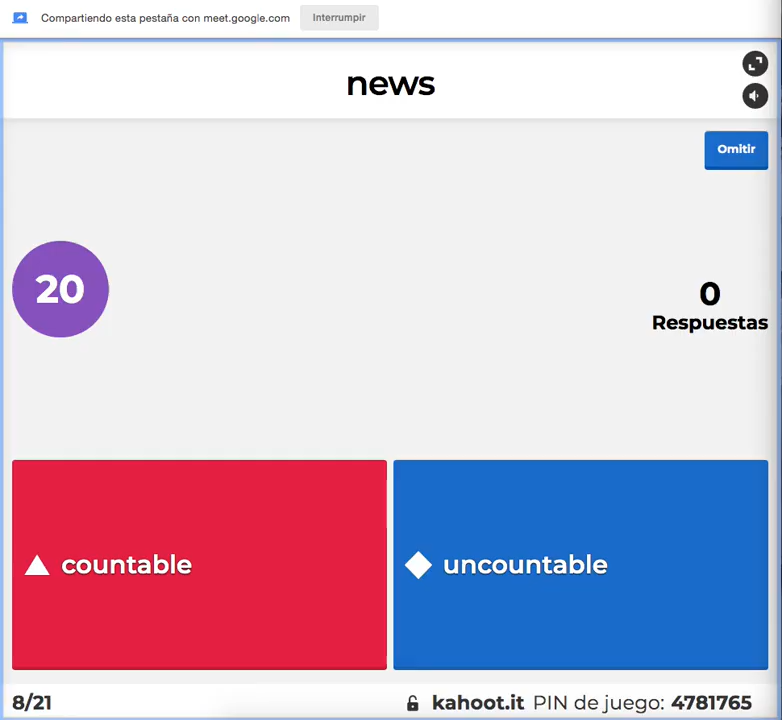 Compartiendo esta pestaña con meet.google.com Interrumpir
news
Omitir
20
0
Respuestas
countable
uncountable
8/21 kahoot.it PIN de juego: 4781765